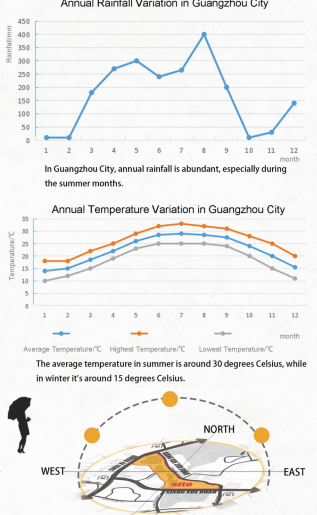 Annual Rainfall Variation in Guangzhou City
Rainfall/mm
450
400
350
300
250
200
150
100
50
0
1 2 3 4 5 6 7 8 9 10 11 12
month
In Guangzhou City, annual rainfall is abundant, especially during
the summer months.
Annual Temperature Variation in Guangzhou City
Temperature/℃
35
30
25
20
15
10
5
0
1 2 3 4 5 6 7 8 9 10 11 12
month
Average Temperature/℃ Highest Temperature/℃ Lowest Temperature/℃
The average temperature in summer is around 30 degrees Celsius, while
in winter it's around 15 degrees Celsius.
NORTH
WEST
EAST
site
XIANG XUE ROAD